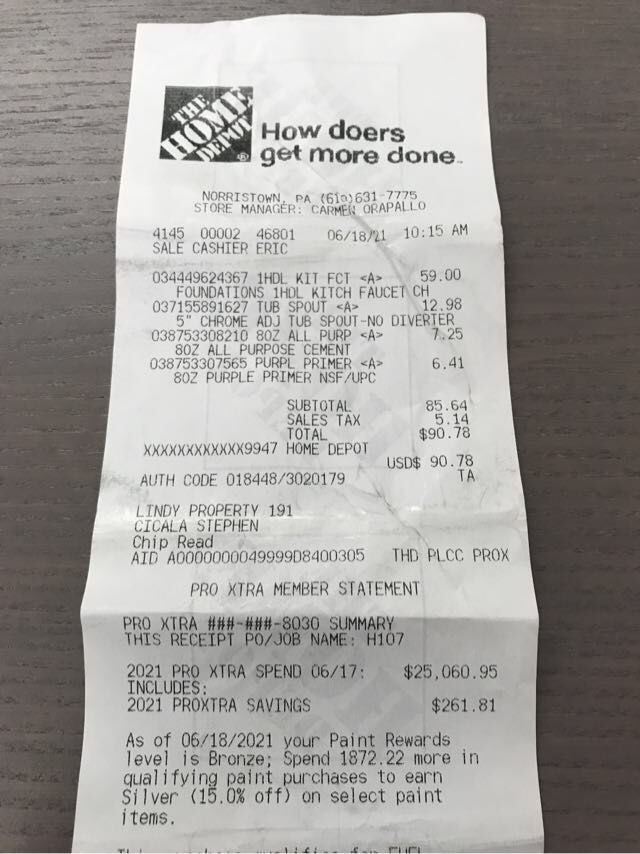 THE
HOME
DEPOT
®
How doers
get more done™
NORRISTOWN, PA (610)631-7775
STORE MANAGER: CARMEN ORAPALLO
4145 00002 46801 06/18/21 10:15 AM
SALE CASHIER ERIC
034449624367 1HDL KIT FCT <A> 59.00
FOUNDATIONS 1HDL KITCH FAUCET CH
037155891627 TUB SPOUT <A> 12.98
5" CHROME ADJ TUB SPOUT-NO DIVERTER
038753308210 8OZ ALL PURP <A> 7.25
8OZ ALL PURPOSE CEMENT
038753307565 PURPL PRIMER <A> 6.41
8OZ PURPLE PRIMER NSF/UPC
SUBTOTAL 85.64
SALES TAX 5.14
TOTAL $90.78
XXXXXXXXXXXX9947 HOME DEPOT
USD$ 90.78
AUTH CODE 018448/3020179 TA
LINDY PROPERTY 191
CICALA STEPHEN
Chip Read
AID A0000000049999D8400305 THD PLCC PROX
PRO XTRA MEMBER STATEMENT
PRO XTRA ###-###-8030 SUMMARY
THIS RECEIPT PO/JOB NAME: H107
2021 PRO XTRA SPEND 06/17: $25,060.95
INCLUDES:
2021 PROXTRA SAVINGS $261.81
As of 06/18/2021 your Paint Rewards
level is Bronze; Spend 1872.22 more in
qualifying paint purchases to earn
Silver (15.0% off) on select paint
items.